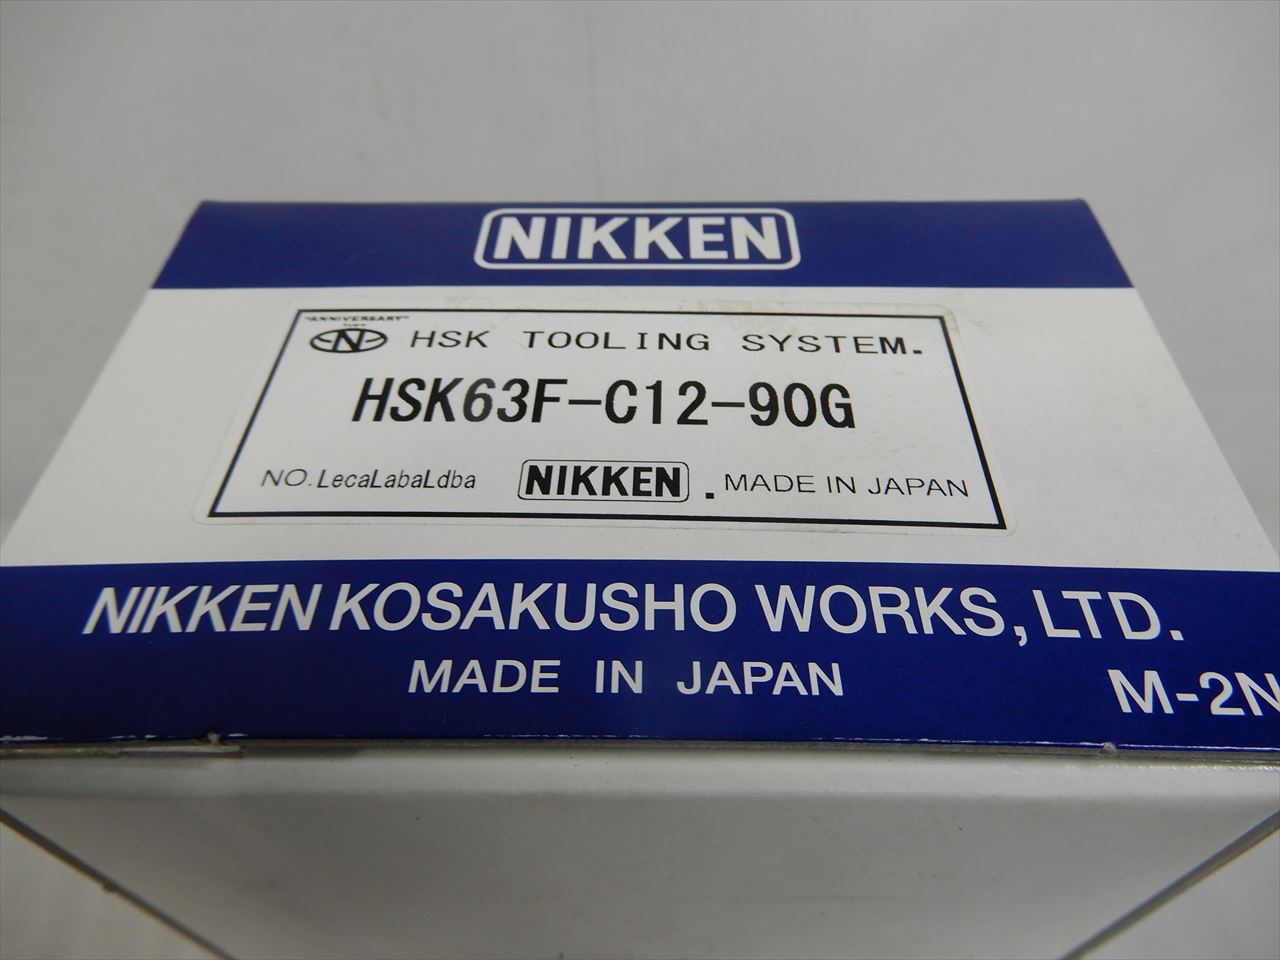 NIKKEN
"ANNIVERSARY"
N HSK TOOLING SYSTEM.
HSK63F-C12-90G
NO.LecaLabaLdba NIKKEN . MADE IN JAPAN
NIKKEN KOSAKUSHO WORKS, LTD.
MADE IN JAPAN
M-2N